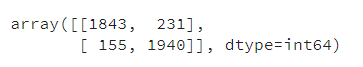 array([[1843,  231],
       [ 155, 1940]], dtype=int64)